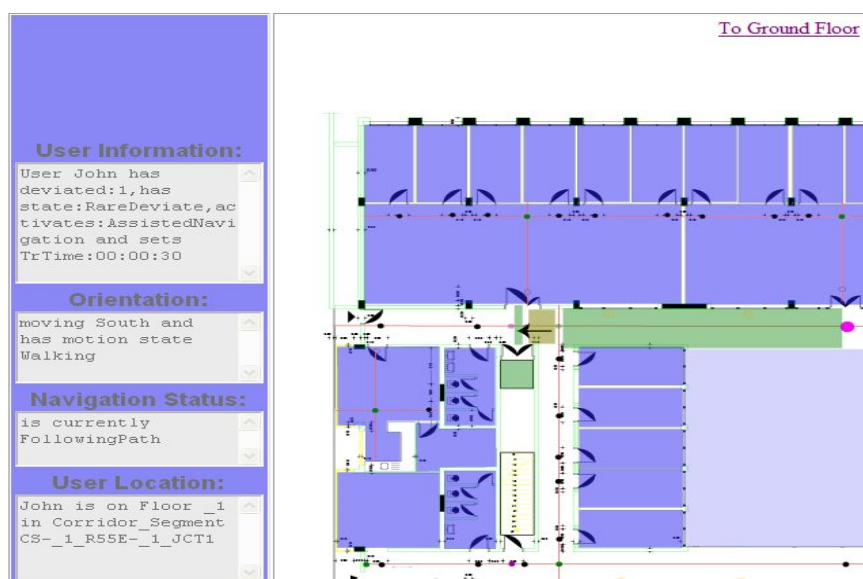 To Ground Floor
User Information:
User John has
deviated:1,has
state:RareDeviate,ac
tivates:AssistedNavi
gation and sets
TrTime:00:00:30
Orientation:
moving South and
has motion state
Walking
Navigation Status:
is currently
FollowingPath
User Location:
John is on Floor _1
in Corridor_Segment
CS-_1_R55E-_1_JCT1